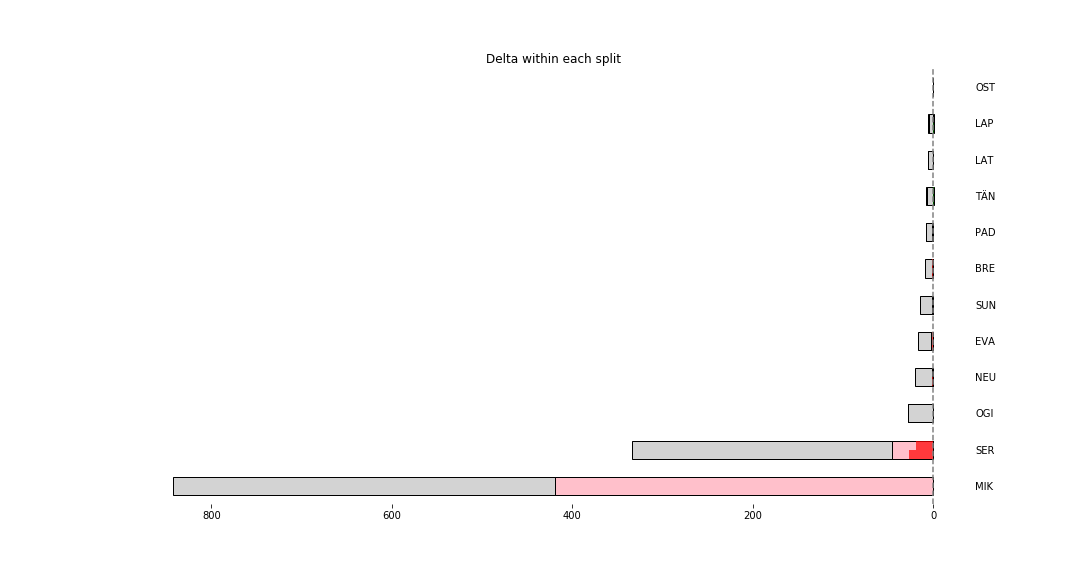 Delta within each split
OST
LAP
LAT
TÄN
PAD
BRE
SUN
EVA
NEU
OGI
SER
MIK
800 600 400 200 0